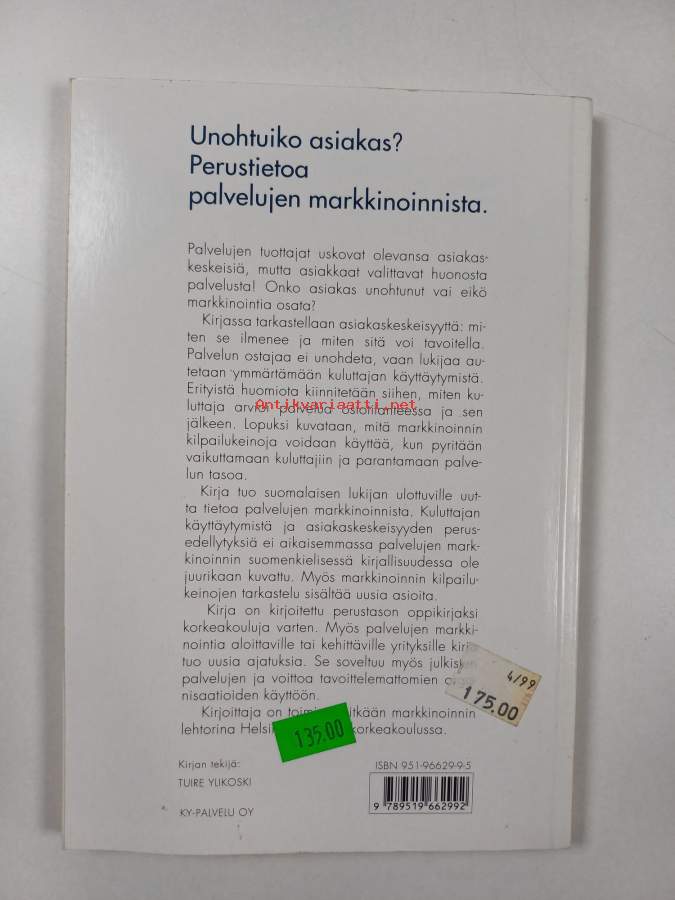 Unohtuiko asiakas?
Perustietoa
palvelujen markkinoinnista.
Palvelujen tuottajat uskovat olevansa asiakas-
keskeisiä, mutta asiakkaat valittavat huonosta
palvelusta! Onko asiakas unohtunut vai eikö
markkinointia osata?
Kirjassa tarkastellaan asiakaskeskeisyyttä: mi-
ten se ilmenee ja miten sitä voi tavoitella.
Palvelun ostajaa ei unohdeta, vaan lukijaa au-
tetaan ymmärtämään kuluttajan käyttäytymistä.
Erityistä huomiota kiinnitetään siihen, miten ku-
luttaja arvioi palvelua ostotilanteessa ja sen
Antikvariaatti.net
jälkeen. Lopuksi kuvataan, mitä markkinoinnin
kilpailukeinoja voidaan käyttää, kun pyritään
vaikuttamaan kuluttajiin ja parantamaan palve-
lun tasoa.
Kirja tuo suomalaisen lukijan ulottuville uut-
ta tietoa palvelujen markkinoinnista. Kuluttajan
käyttäytymistä ja asiakaskeskeisyyden perus-
edellytyksiä ei aikaisemmassa palvelujen mark-
kinoinnin suomenkielisessä kirjallisuudessa ole
juurikaan kuvattu. Myös markkinoinnin kilpailu-
keinojen tarkastelu sisältää uusia asioita.
Kirja on kirjoitettu perustason oppikirjaksi
korkeakouluja varten. Myös palvelujen markki-
nointia aloittaville tai kehittäville yrityksille kirja
tuo uusia ajatuksia. Se soveltuu myös julkisten
palvelujen ja voittoa tavoittelemattomien
nisaatioiden käyttöön.
Kirjoittaja on pitkään markkinoinnin
lehtorina korkeakoulussa.
4/99
175.00
135.00
Kirjan tekijä:
TUIRE YLIKOSKI
KY-PALVELU OY
ISBN 951-96629-9-5
9 789519 662992